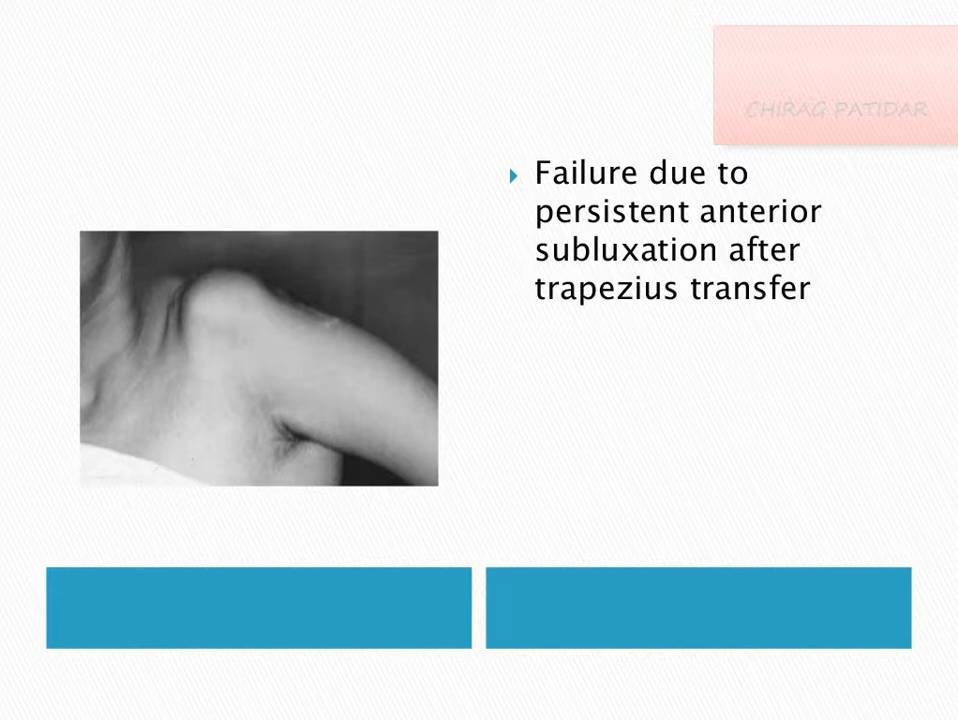 CHIRAG PATIDAR
Failure due to
persistent anterior
subluxation after
trapezius transfer